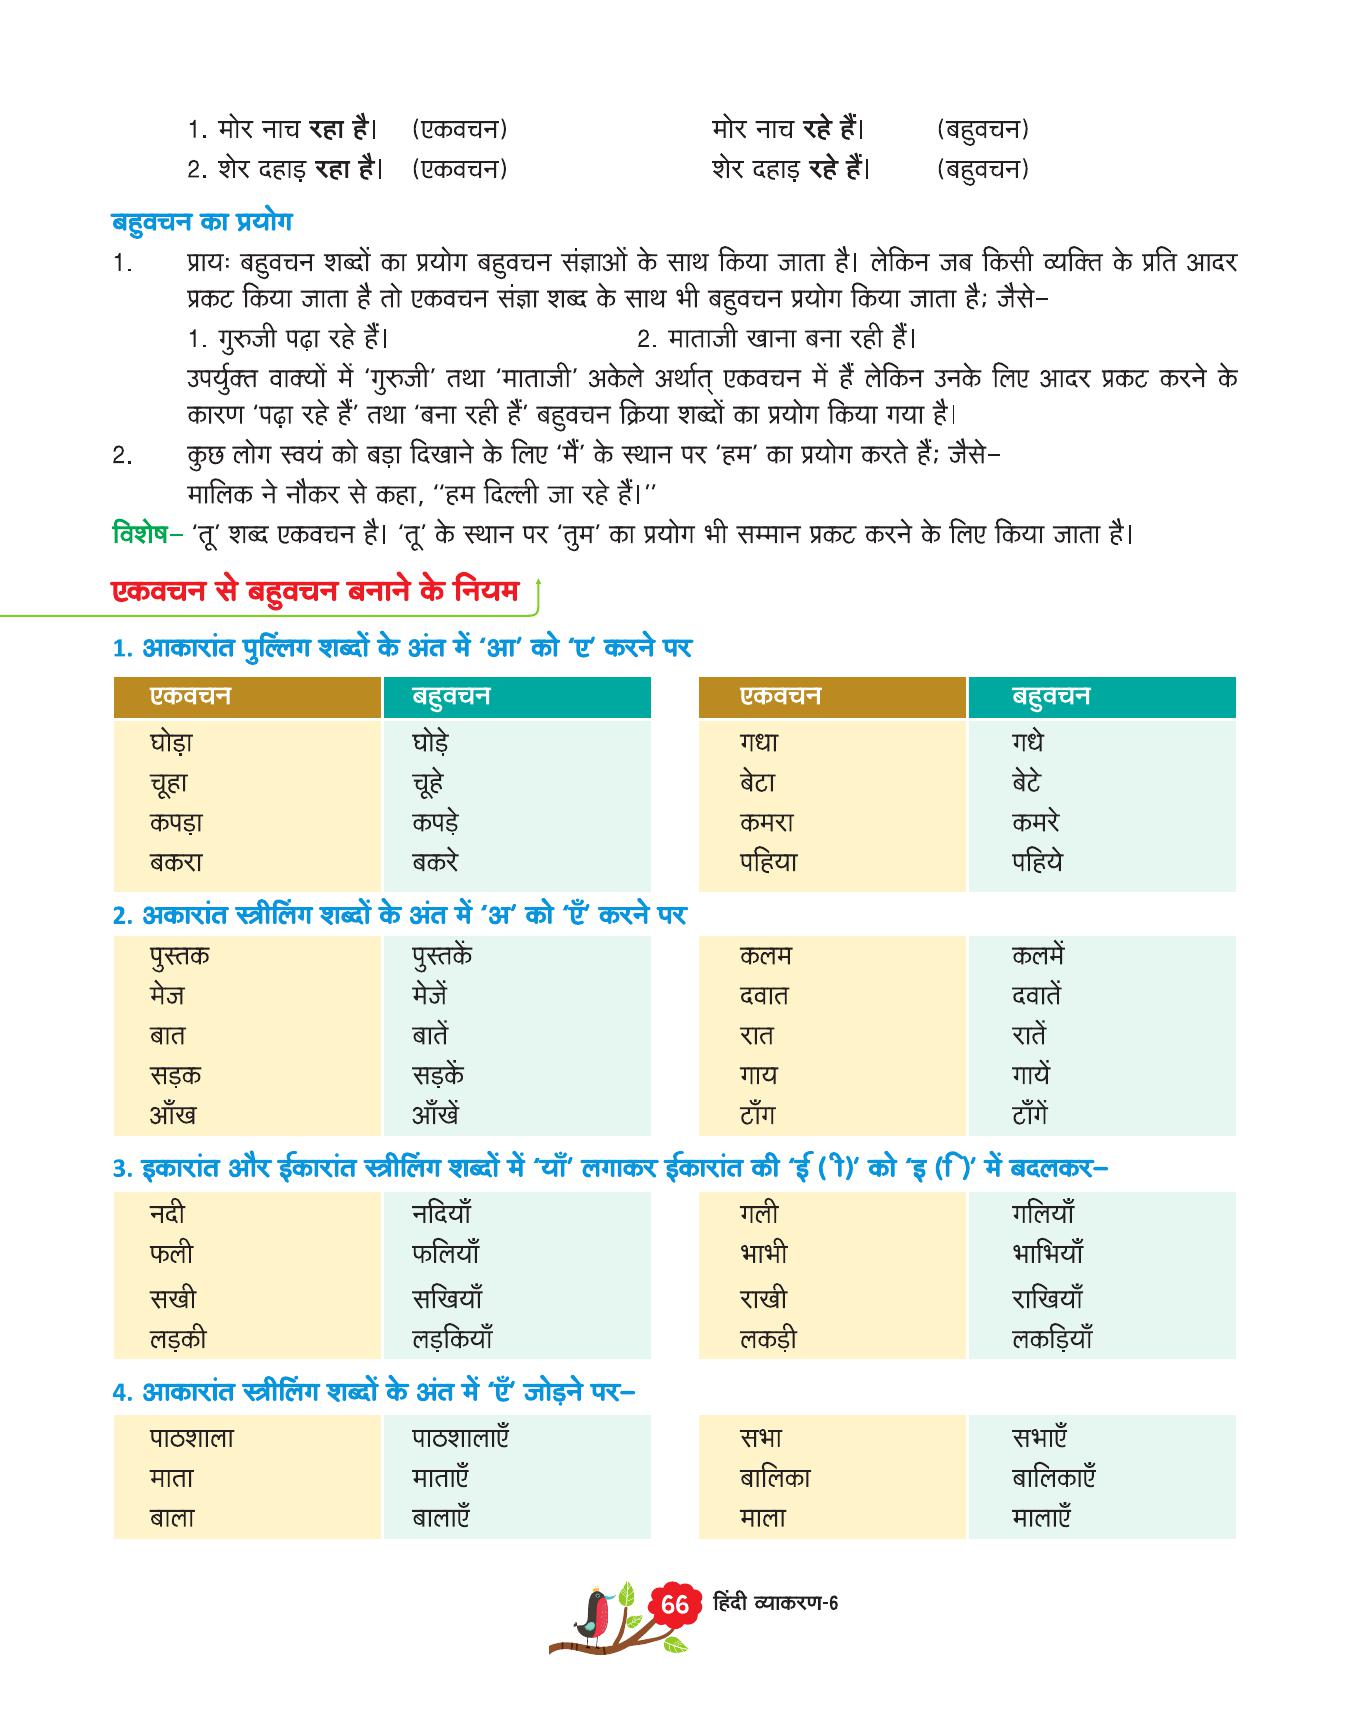 1. मोर नाच रहा है। (एकवचन) मोर नाच रहे हैं। (बहुवचन)
2. शेर दहाड़ रहा है। (एकवचन) शेर दहाड़ रहे हैं। (बहुवचन)
बहुवचन का प्रयोग
1. प्रायः बहुवचन शब्दों का प्रयोग बहुवचन संज्ञाओं के साथ किया जाता है। लेकिन जब किसी व्यक्ति के प्रति आदर
प्रकट किया जाता है तो एकवचन संज्ञा शब्द के साथ भी बहुवचन प्रयोग किया जाता है; जैसे–
1. गुरुजी पढ़ा रहे हैं। 2. माताजी खाना बना रही हैं।
उपर्युक्त वाक्यों में ‘गुरुजी’ तथा ‘माताजी’ अकेले अर्थात् एकवचन में हैं लेकिन उनके लिए आदर प्रकट करने के
कारण ‘पढ़ा रहे हैं’ तथा ‘बना रही हैं’ बहुवचन क्रिया शब्दों का प्रयोग किया गया है।
2. कुछ लोग स्वयं को बड़ा दिखाने के लिए ‘मैं’ के स्थान पर ‘हम’ का प्रयोग करते हैं; जैसे–
मालिक ने नौकर से कहा, ‘‘हम दिल्ली जा रहे हैं।’’
विशेष– ‘तू’ शब्द एकवचन है। ‘तू’ के स्थान पर ‘तुम’ का प्रयोग भी सम्मान प्रकट करने के लिए किया जाता है।
एकवचन से बहुवचन बनाने के नियम
1. आकारांत पुल्लिंग शब्दों के अंत में ‘आ’ को ‘ए’ करने पर
एकवचन बहुवचन एकवचन बहुवचन
घोड़ा घोड़े गधा गधे
चूहा चूहे बेटा बेटे
कपड़ा कपड़े कमरा कमरे
बकरा बकरे पहिया पहिये
2. अकारांत स्त्रीलिंग शब्दों के अंत में ‘अ’ को ‘एँ’ करने पर
पुस्तक पुस्तकें कलम कलमें
मेज मेजें दवात दवातें
बात बातें रात रातें
सड़क सड़कें गाय गायें
आँख आँखें टाँग टाँगें
3. इकारांत और ईकारांत स्त्रीलिंग शब्दों में ‘याँ’ लगाकर ईकारांत की ‘ई (ी)’ को ‘इ (ि)’ में बदलकर–
नदी नदियाँ गली गलियाँ
फली फलियाँ भाभी भाभियाँ
सखी सखियाँ राखी राखियाँ
लड़की लड़कियाँ लकड़ी लकड़ियाँ
4. आकारांत स्त्रीलिंग शब्दों के अंत में ‘एँ’ जोड़ने पर–
पाठशाला पाठशालाएँ सभा सभाएँ
माता माताएँ बालिका बालिकाएँ
बाला बालाएँ माला मालाएँ
66 हिंदी व्याकरण-6